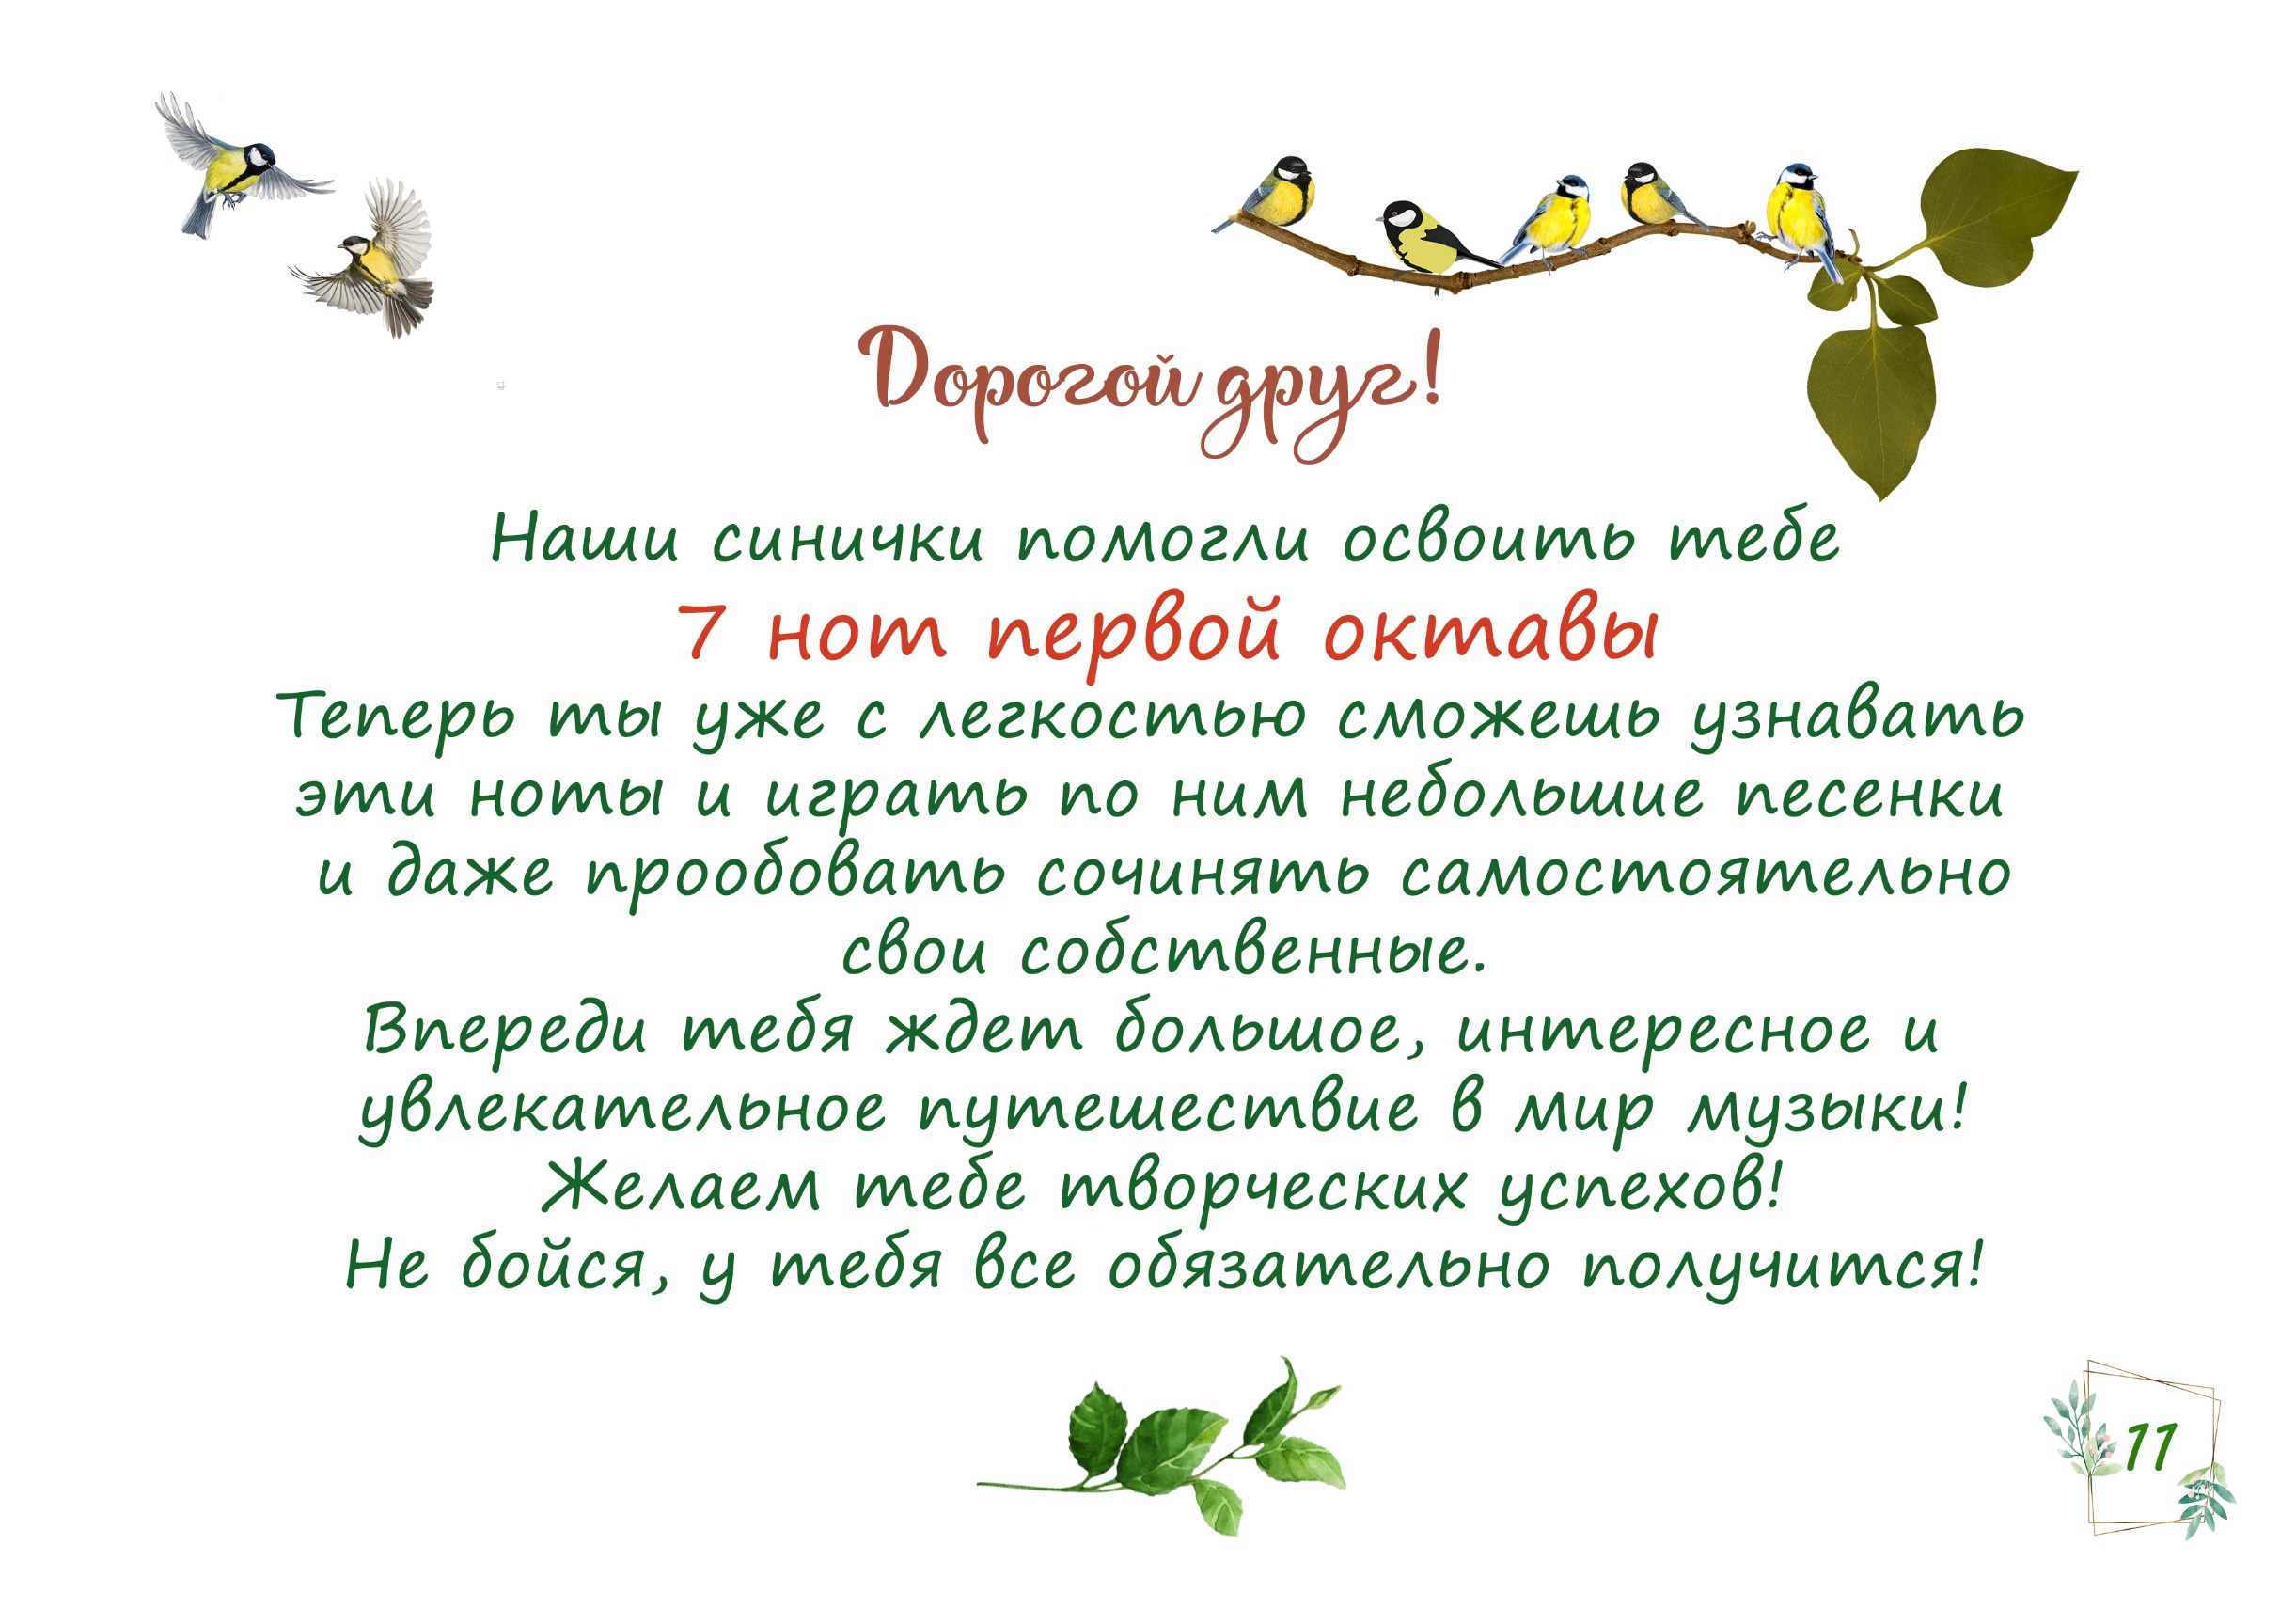 Дорогой друг!
Наши синички помогли освоить тебе
7 нот первой октавы
Теперь ты уже с легкостью сможешь узнавать
эти ноты и играть по ним небольшие песенки
и даже прообовать сочинять самостоятельно
свои собственные.
Впереди тебя ждет большое, интересное и
увлекательное путешествие в мир музыки!
Желаем тебе творческих успехов!
Не бойся, у тебя все обязательно получится!
11